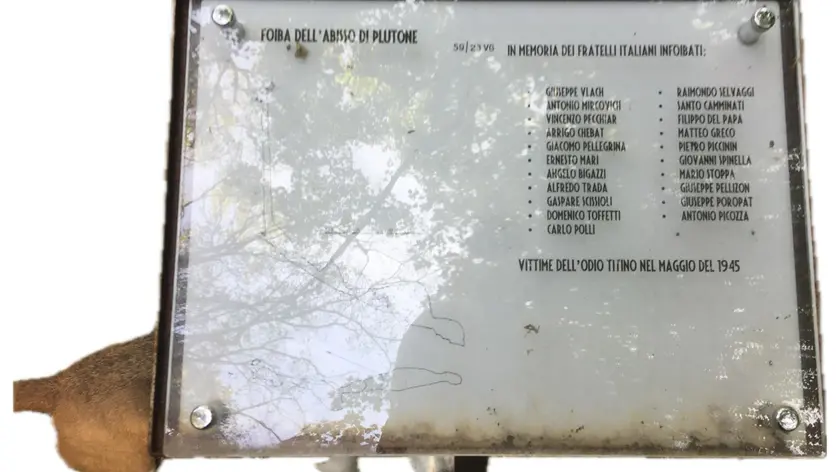 FOIBA DELL'ABISSO DI PLUTONE
59/23 VG
IN MEMORIA DEI FRATELLI ITALIANI INFOIBATI:
• GIUSEPPE VLACH
• ANTONIO MIRCOVICH
• VINCENZO PECCHIAR
• ARRIGO CHEBAT
• GIACOMO PELLEGRINA
• ERNESTO MARI
• ANGELO BIGAZZI
• ALFREDO TRADA
• GASPARE SCISSIOLI
• DOMENICO TOFFETTI
• CARLO POLLI
• RAIMONDO SELVAGGI
• SANTO CAMMINATI
• FILIPPO DEL PAPA
• MATTEO GRECO
• PIETRO PICCININ
• GIOVANNI SPINELLA
• MARIO STOPPA
• GIUSEPPE PELLIZON
• GIUSEPPE POROPAT
• ANTONIO PICOZZA
VITTIME DELL'ODIO TITINO NEL MAGGIO DEL 1945